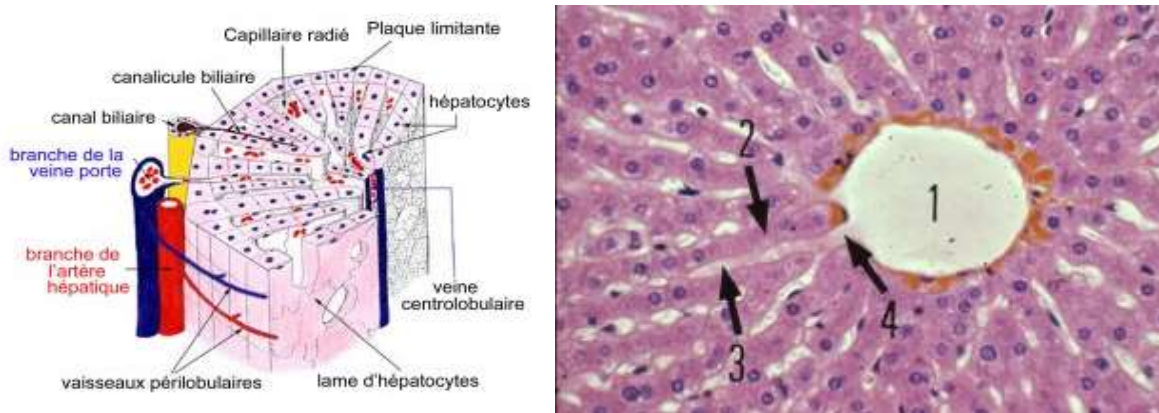 Capillaire radié
Plaque limitante
canalicule biliaire
hépatocytes
canal biliaire
branche de la
veine porte
branche de
l'artère
hépatique
veine
centrolobulaire
vaisseaux périlobulaires
lame d'hépatocytes
1
2
3
4